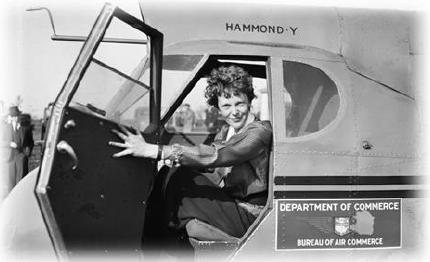 HAMMOND-Y
DEPARTMENT OF COMMERCE
BUREAU OF AIR COMMERCE